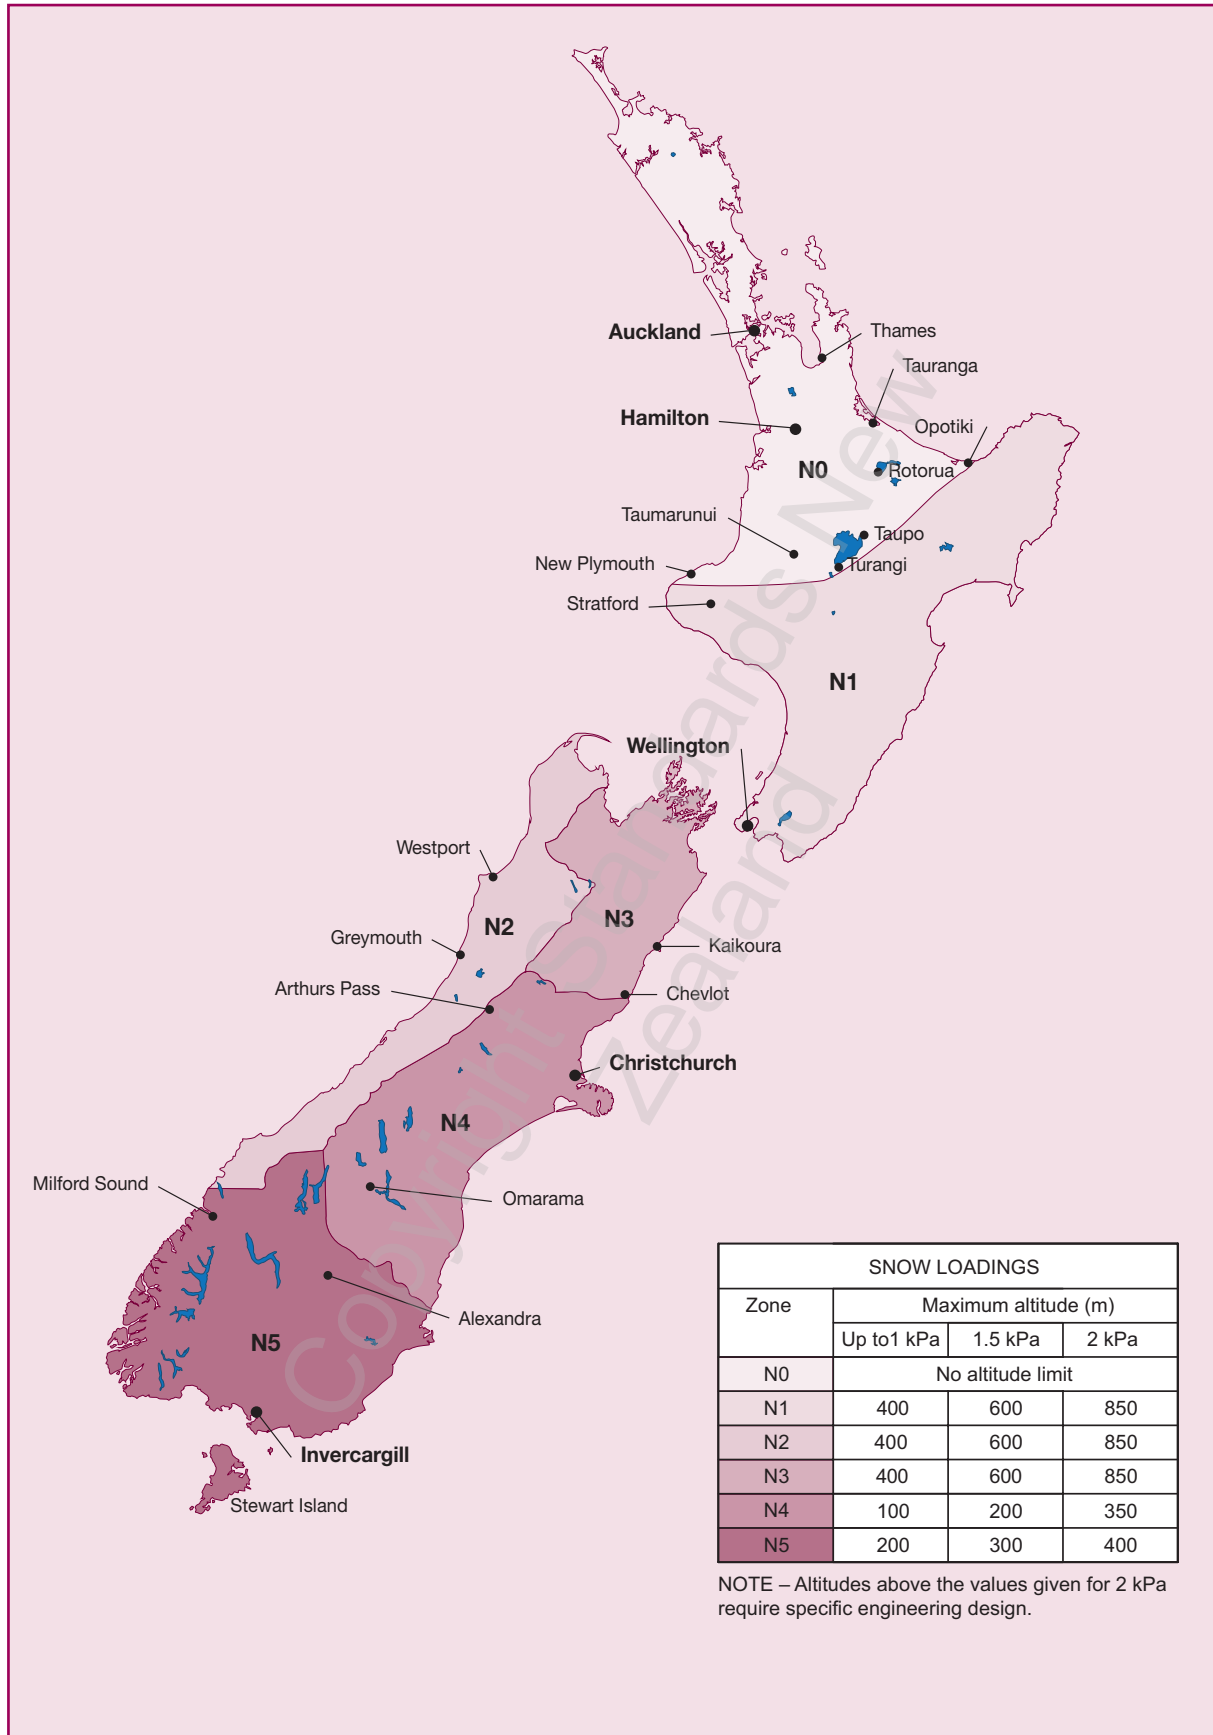 Auckland
Thames
Tauranga
Hamilton
Opotiki
N0
Rotorua
Taumarunui
Taupo
New Plymouth
Turangi
Stratford
N1
Wellington
Westport
N2
N3
Greymouth
Kaikoura
Arthurs Pass
Chevlot
Christchurch
N4
Milford Sound
Omarama
Alexandra
N5
Invercargill
Stewart Island
Copyright Standards New
Zealand
SNOW LOADINGS
Zone Maximum altitude (m)
Up to1 kPa 1.5 kPa 2 kPa
N0 No altitude limit
N1 400 600 850
N2 400 600 850
N3 400 600 850
N4 100 200 350
N5 200 300 400
NOTE – Altitudes above the values given for 2 kPa
require specific engineering design.